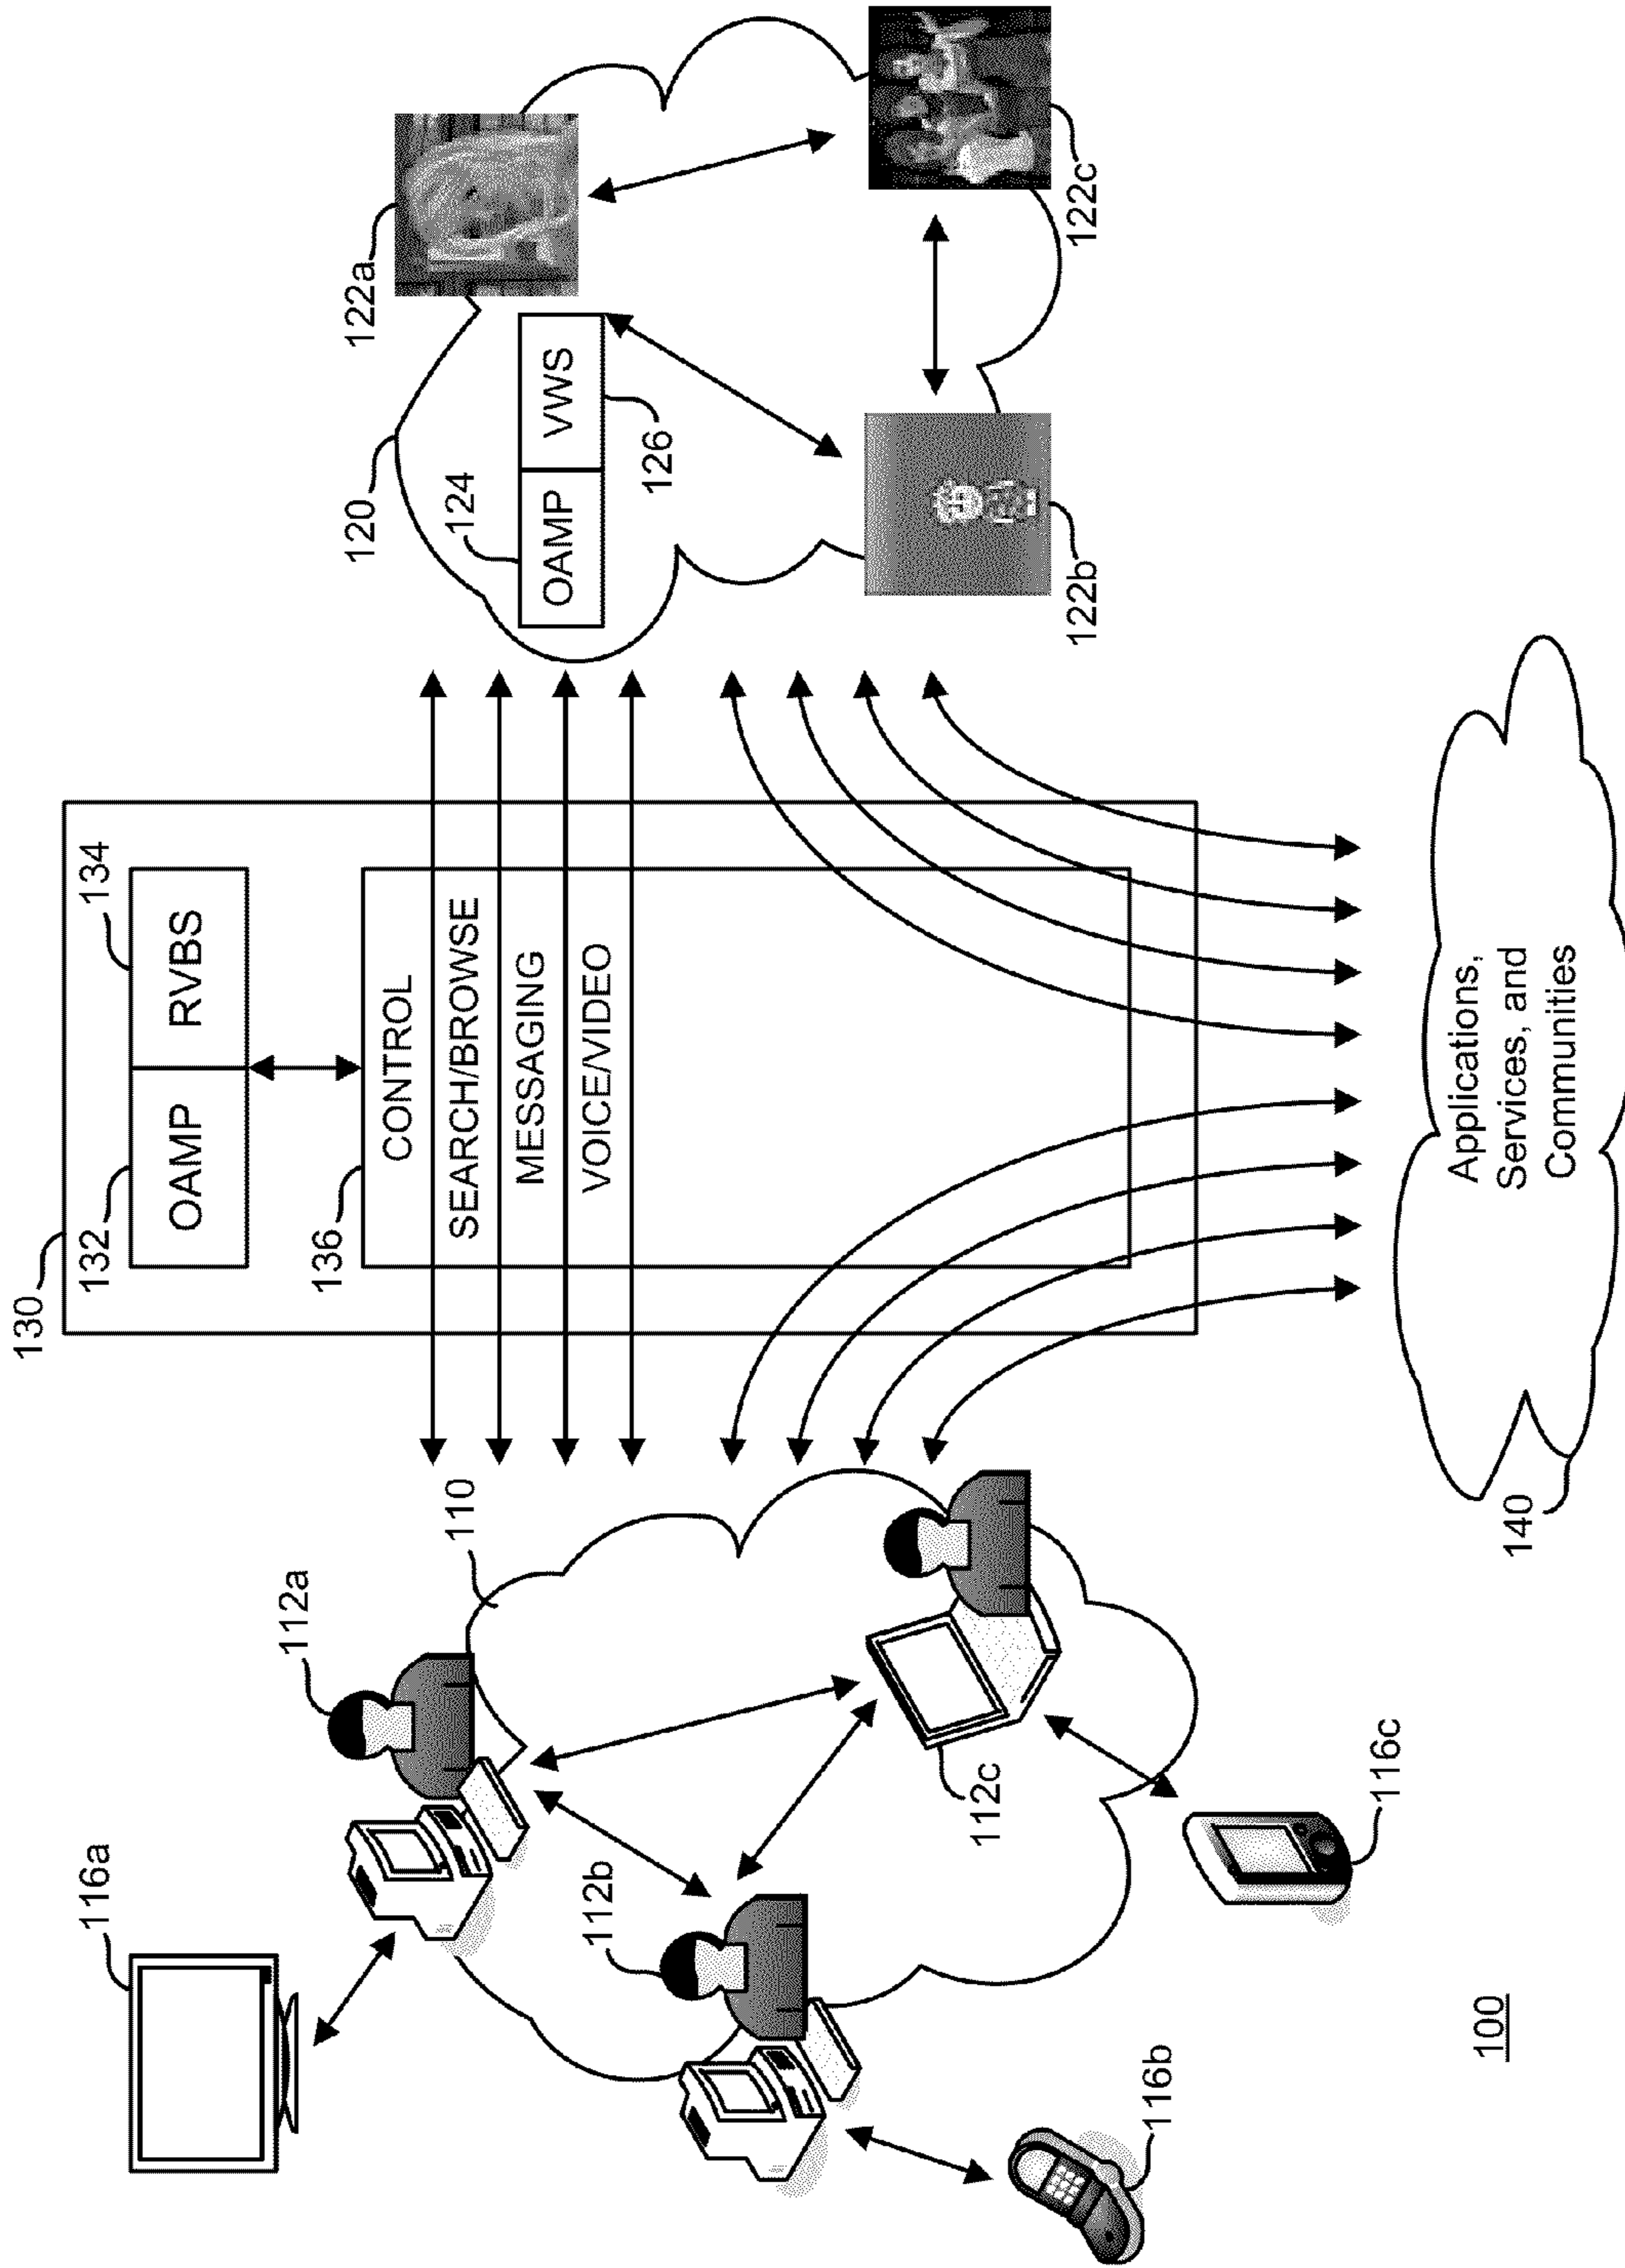 130
132
134
OAMP
RVBS
136
CONTROL
SEARCH/BROWSE
MESSAGING
VOICE/VIDEO
116a
112a
110
112b
112c
116b
116c
120
122a
124
OAMP
VWS
126
122b
122c
Applications,
Services, and
Communities
140
100